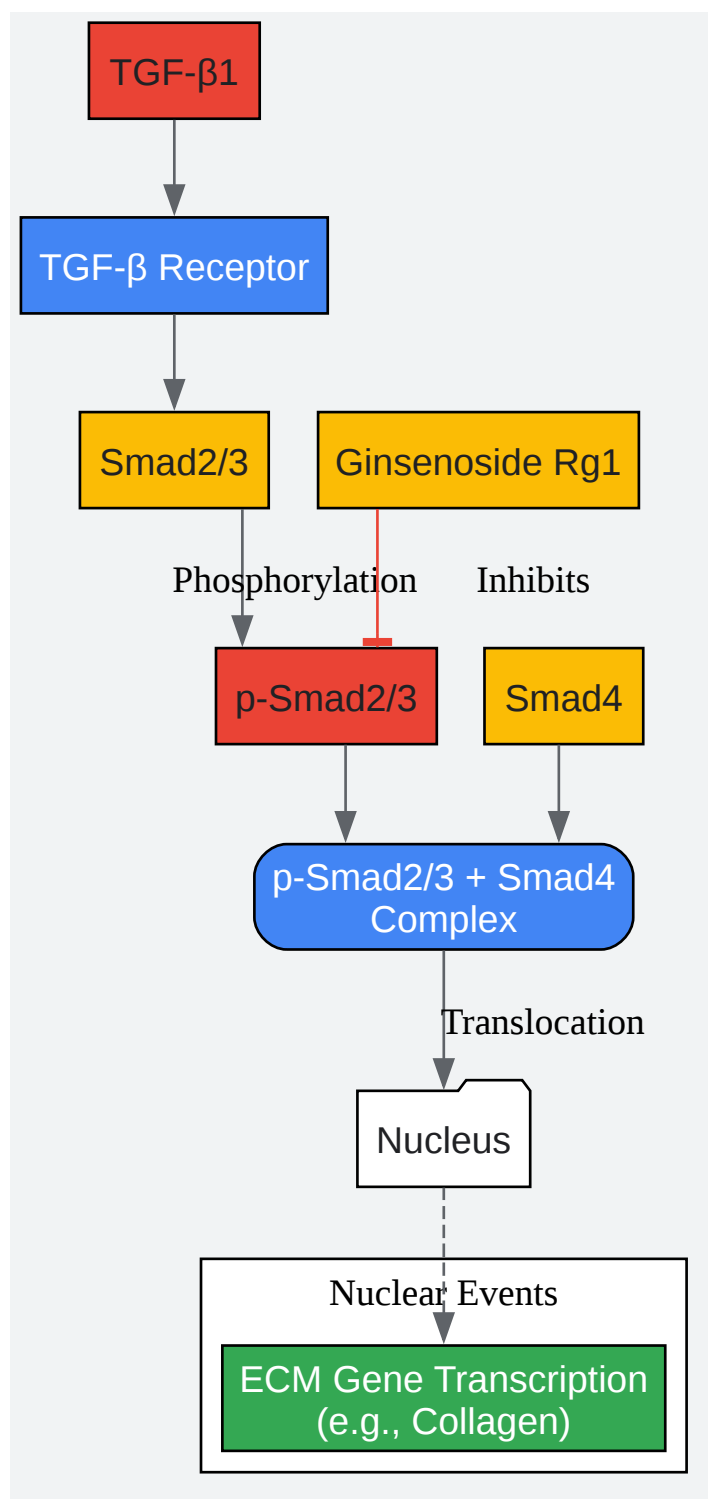 TGF-β1
TGF-β Receptor
Smad2/3
Ginsenoside Rg1
Phosphorylation
Inhibits
p-Smad2/3
Smad4
p-Smad2/3 + Smad4
Complex
Translocation
Nucleus
Nuclear Events
ECM Gene Transcription
(e.g., Collagen)